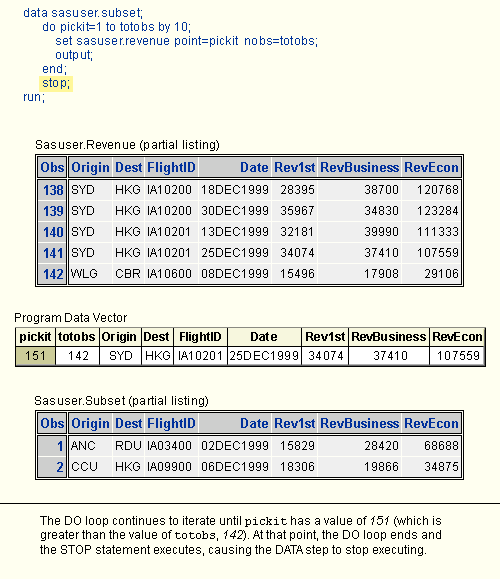 data sasuser.subset;
do pickit=1 to totobs by 10;
set sasuser.revenue point=pickit nobs=totobs;
output;
end;
stop;
run;
Sasuser.Revenue (partial listing)
Obs Origin Dest FlightID Date Rev1st RevBusiness RevEcon
138 SYD HKG IA10200 18DEC1999 28395 38700 120768
139 SYD HKG IA10200 30DEC1999 35967 34830 123284
140 SYD HKG IA10201 13DEC1999 32181 39990 111333
141 SYD HKG IA10201 25DEC1999 34074 37410 107559
142 WLG CBR IA10600 08DEC1999 15496 17908 29106
Program Data Vector
pickit totobs Origin Dest FlightID Date Rev1st RevBusiness RevEcon
151 142 SYD HKG IA10201 25DEC1999 34074 37410 107559
Sasuser.Subset (partial listing)
Obs Origin Dest FlightID Date Rev1st RevBusiness RevEcon
1 ANC RDU IA03400 02DEC1999 15829 28420 68688
2 CCU HKG IA09900 06DEC1999 18306 19866 34875
The DO loop continues to iterate until pickit has a value of 151 (which is
greater than the value of totobs, 142). At that point, the DO loop ends and
the STOP statement executes, causing the DATA step to stop executing.